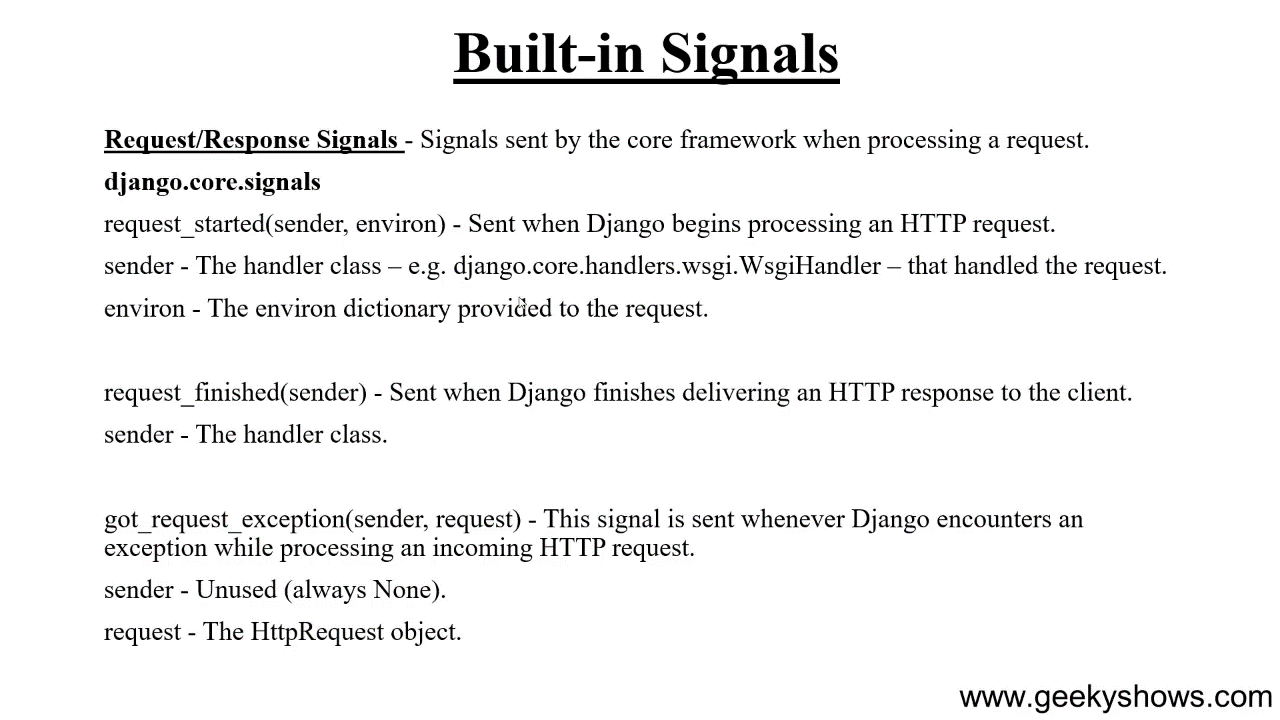 Built-in Signals
Request/Response Signals - Signals sent by the core framework when processing a request.
django.core.signals
request_started(sender, environ) - Sent when Django begins processing an HTTP request.
sender - The handler class – e.g. django.core.handlers.wsgi.WsgiHandler – that handled the request.
environ - The environ dictionary provided to the request.
request_finished(sender) - Sent when Django finishes delivering an HTTP response to the client.
sender - The handler class.
got_request_exception(sender, request) - This signal is sent whenever Django encounters an
exception while processing an incoming HTTP request.
sender - Unused (always None).
request - The HttpRequest object.
www.geekyshows.com